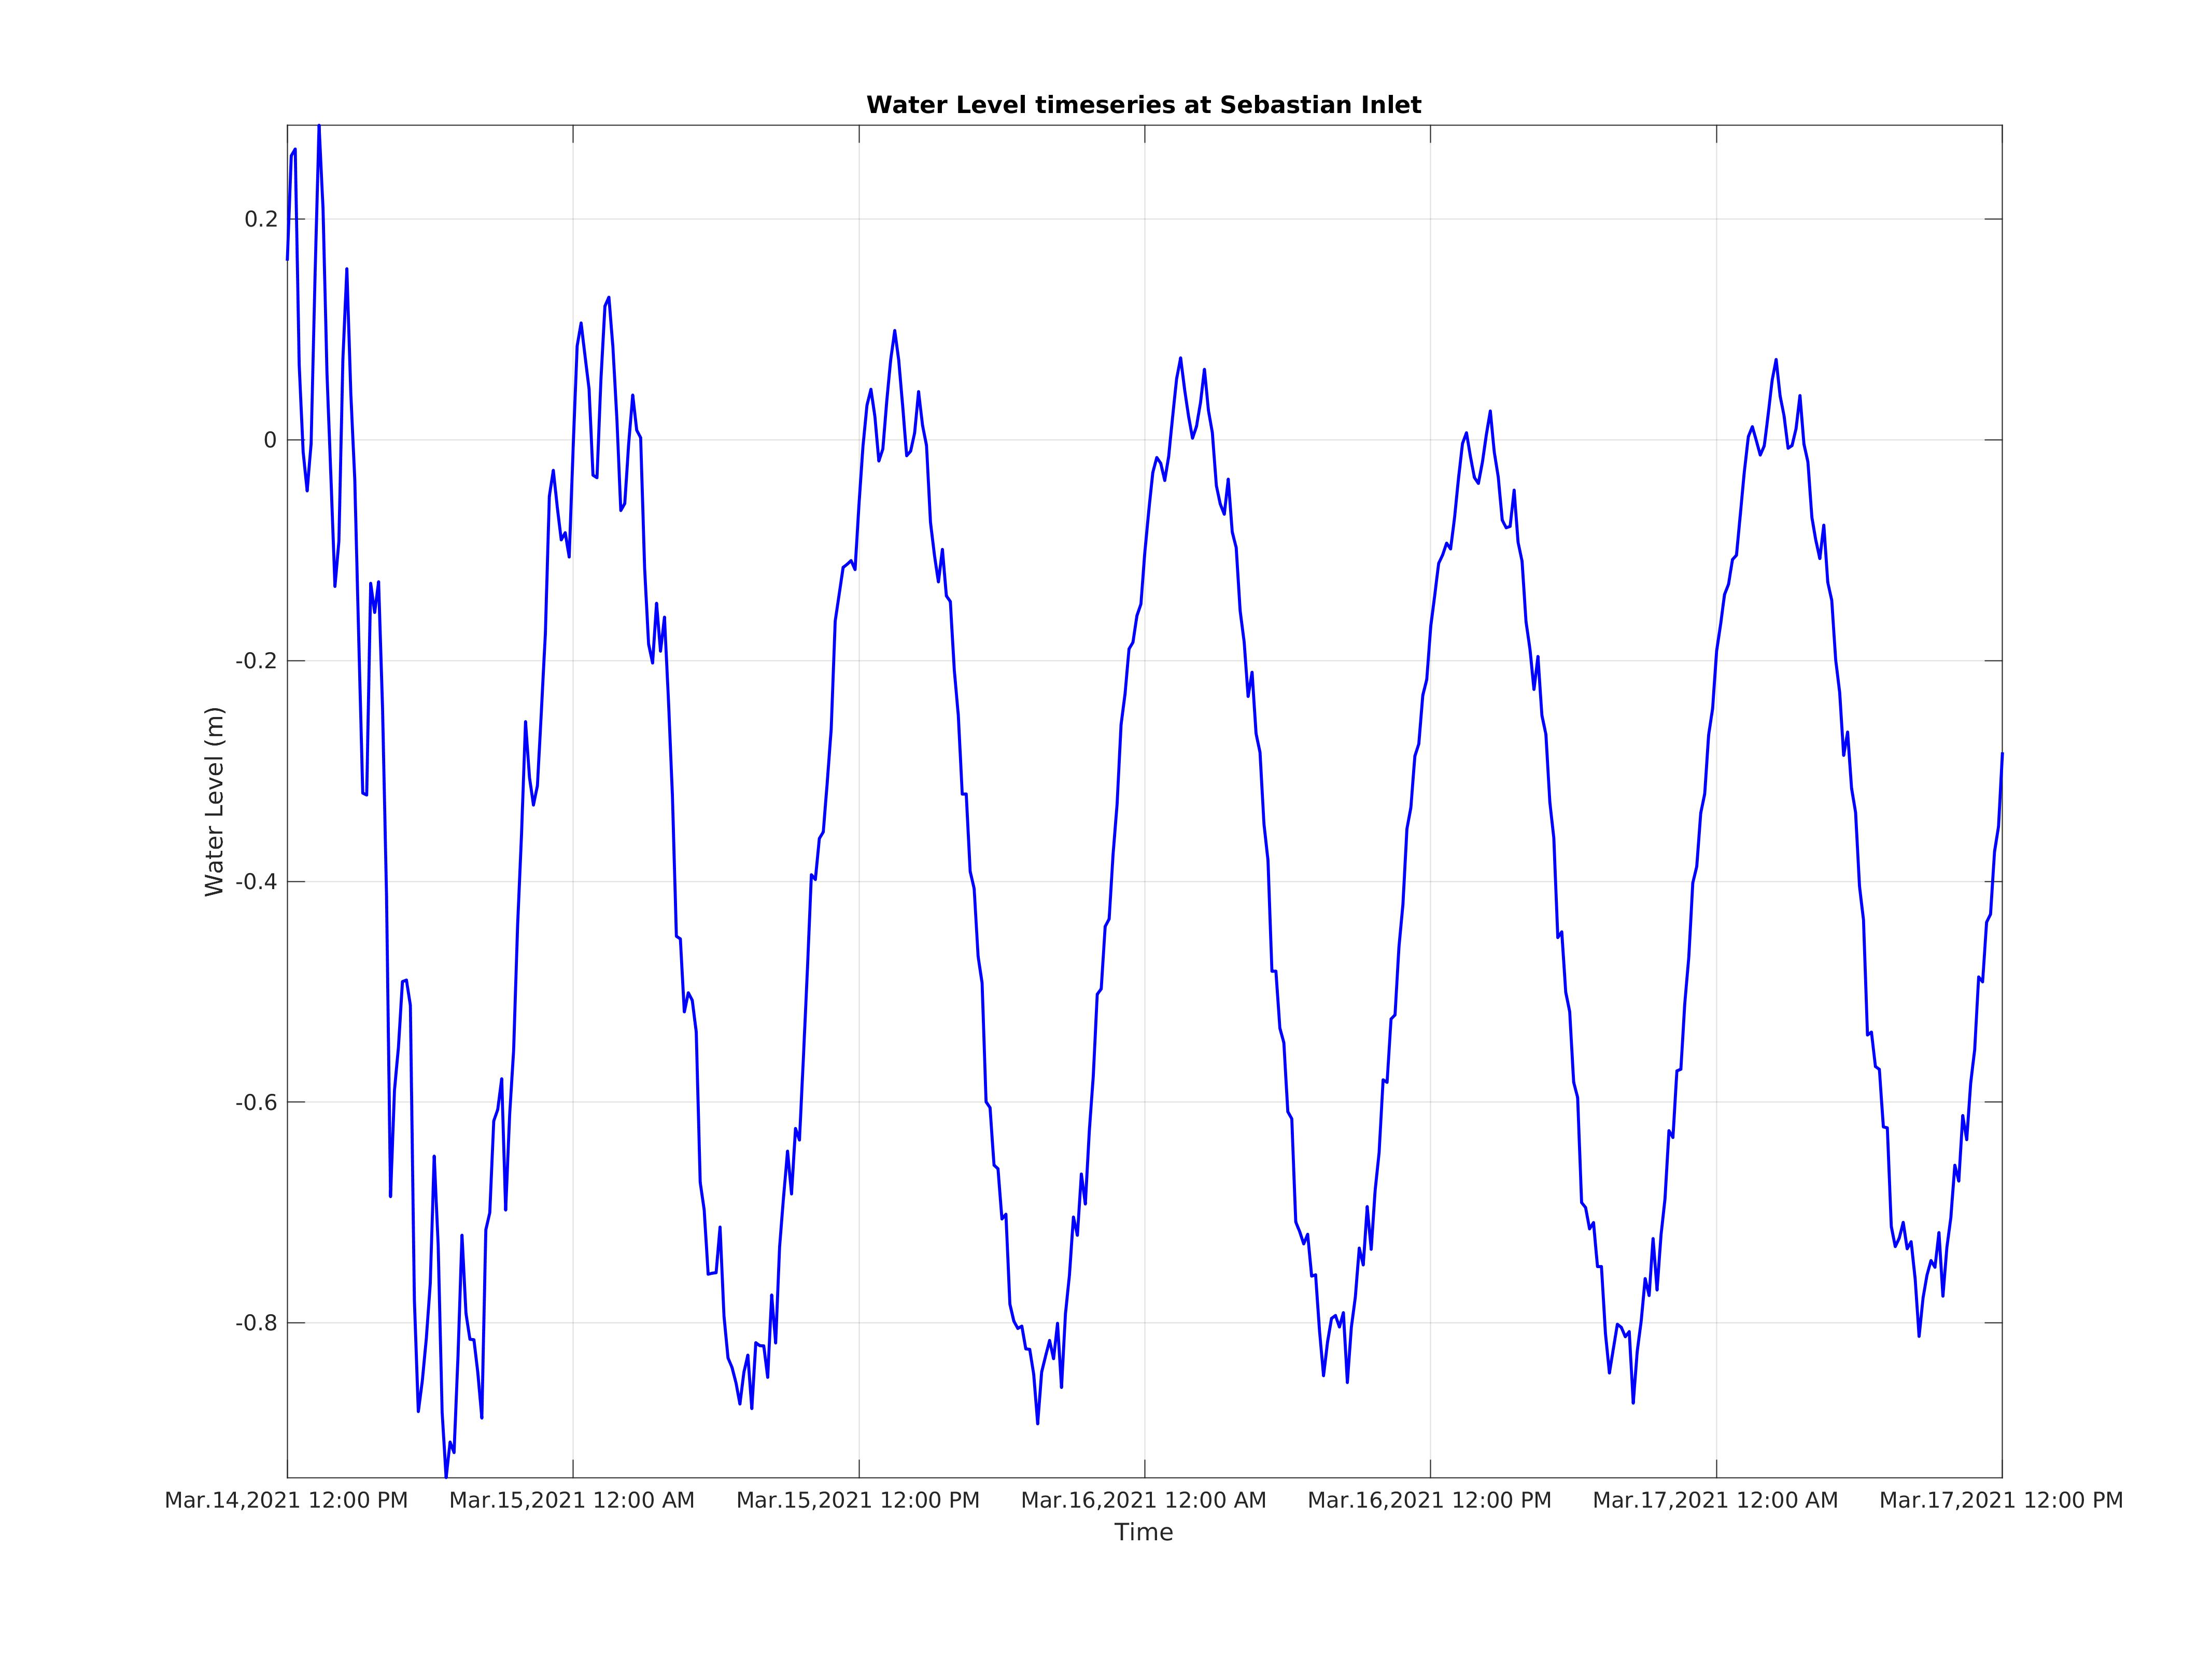 Water Level timeseries at Sebastian Inlet
0.2
0
-0.2
-0.4
-0.6
-0.8
Water Level (m)
Mar.14,2021 12:00 PM
Mar.15,2021 12:00 AM
Mar.15,2021 12:00 PM
Mar.16,2021 12:00 AM
Mar.16,2021 12:00 PM
Mar.17,2021 12:00 AM
Mar.17,2021 12:00 PM
Time